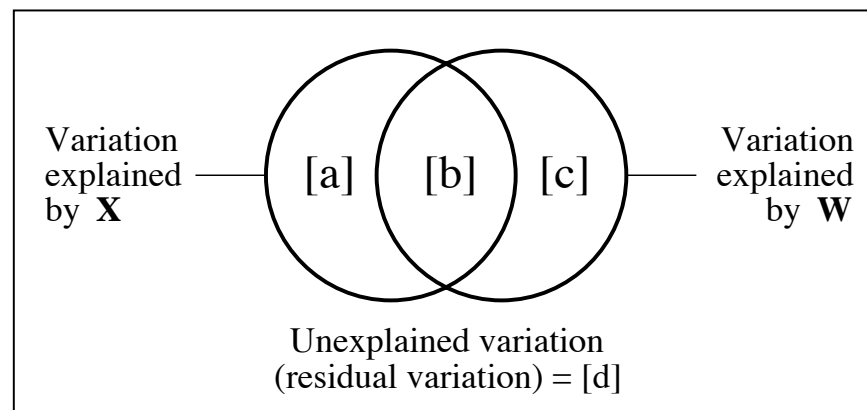 Variation
explained
by X
[a]
[b]
[c]
Variation
explained
by W
Unexplained variation
(residual variation) = [d]